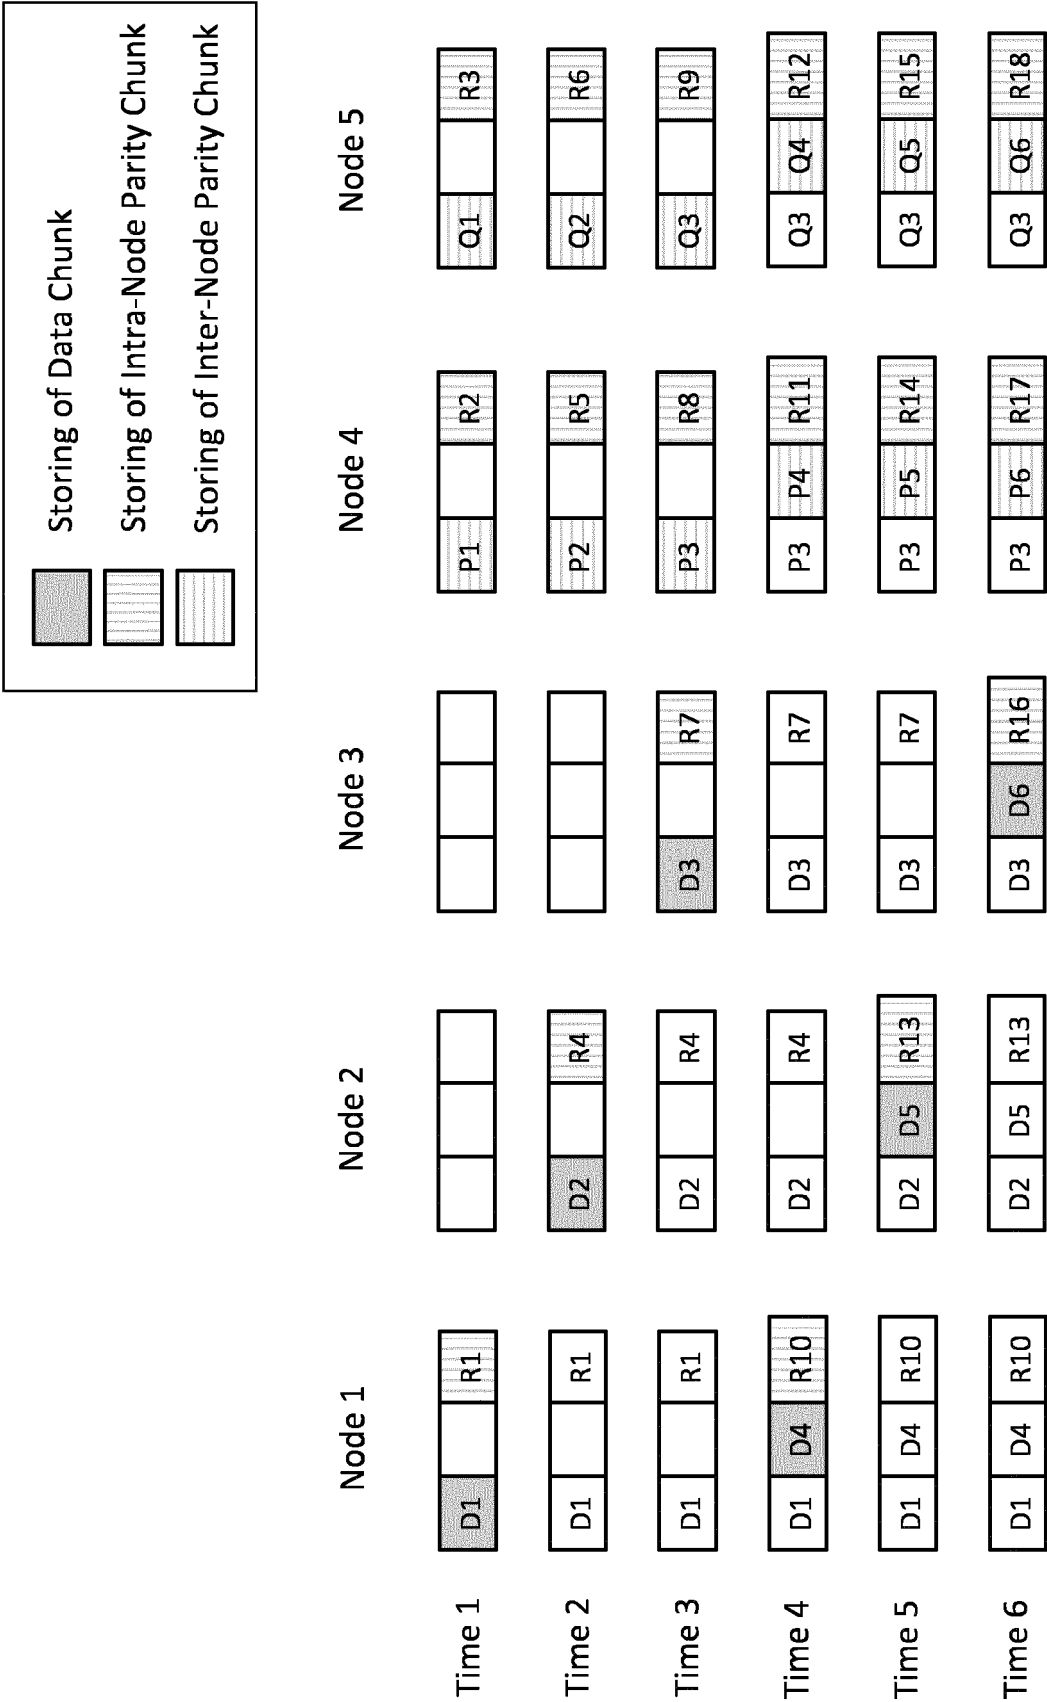 Storing of Data Chunk
Storing of Intra-Node Parity Chunk
Storing of Inter-Node Parity Chunk
Node 1 Node 2 Node 3 Node 4 Node 5
Time 1 D1 R1 P1 R2 Q1 R3
Time 2 D1 R1 D2 R4 P2 R5 Q2 R6
Time 3 D1 R1 D2 R4 D3 R7 P3 R8 Q3 R9
Time 4 D1 D4 R10 D2 R4 D3 R7 P3 P4 R11 Q3 Q4 R12
Time 5 D1 D4 R10 D2 D5 R13 D3 R7 P3 P5 R14 Q3 Q5 R15
Time 6 D1 D4 R10 D2 D5 R13 D3 D6 R16 P3 P6 R17 Q3 Q6 R18